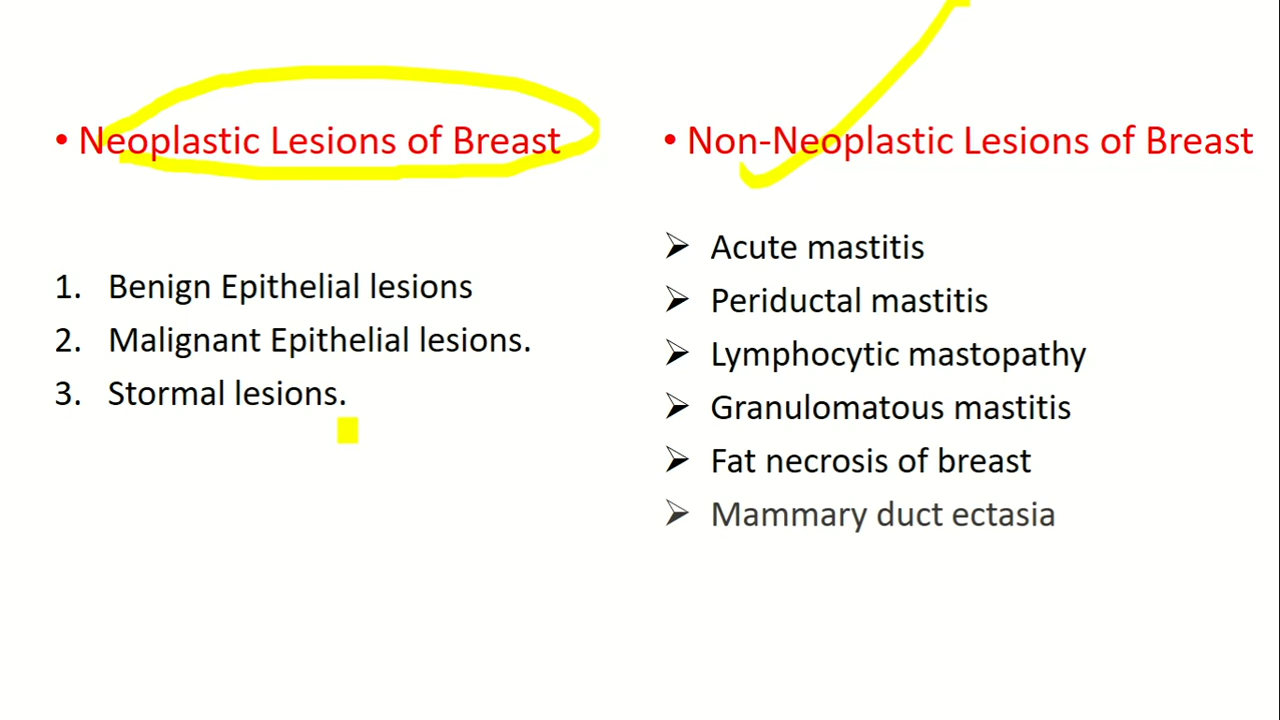 • Neoplastic Lesions of Breast
1. Benign Epithelial lesions
2. Malignant Epithelial lesions.
3. Stormal lesions.
• Non-Neoplastic Lesions of Breast
➢ Acute mastitis
➢ Periductal mastitis
➢ Lymphocytic mastopathy
➢ Granulomatous mastitis
➢ Fat necrosis of breast
➢ Mammary duct ectasia